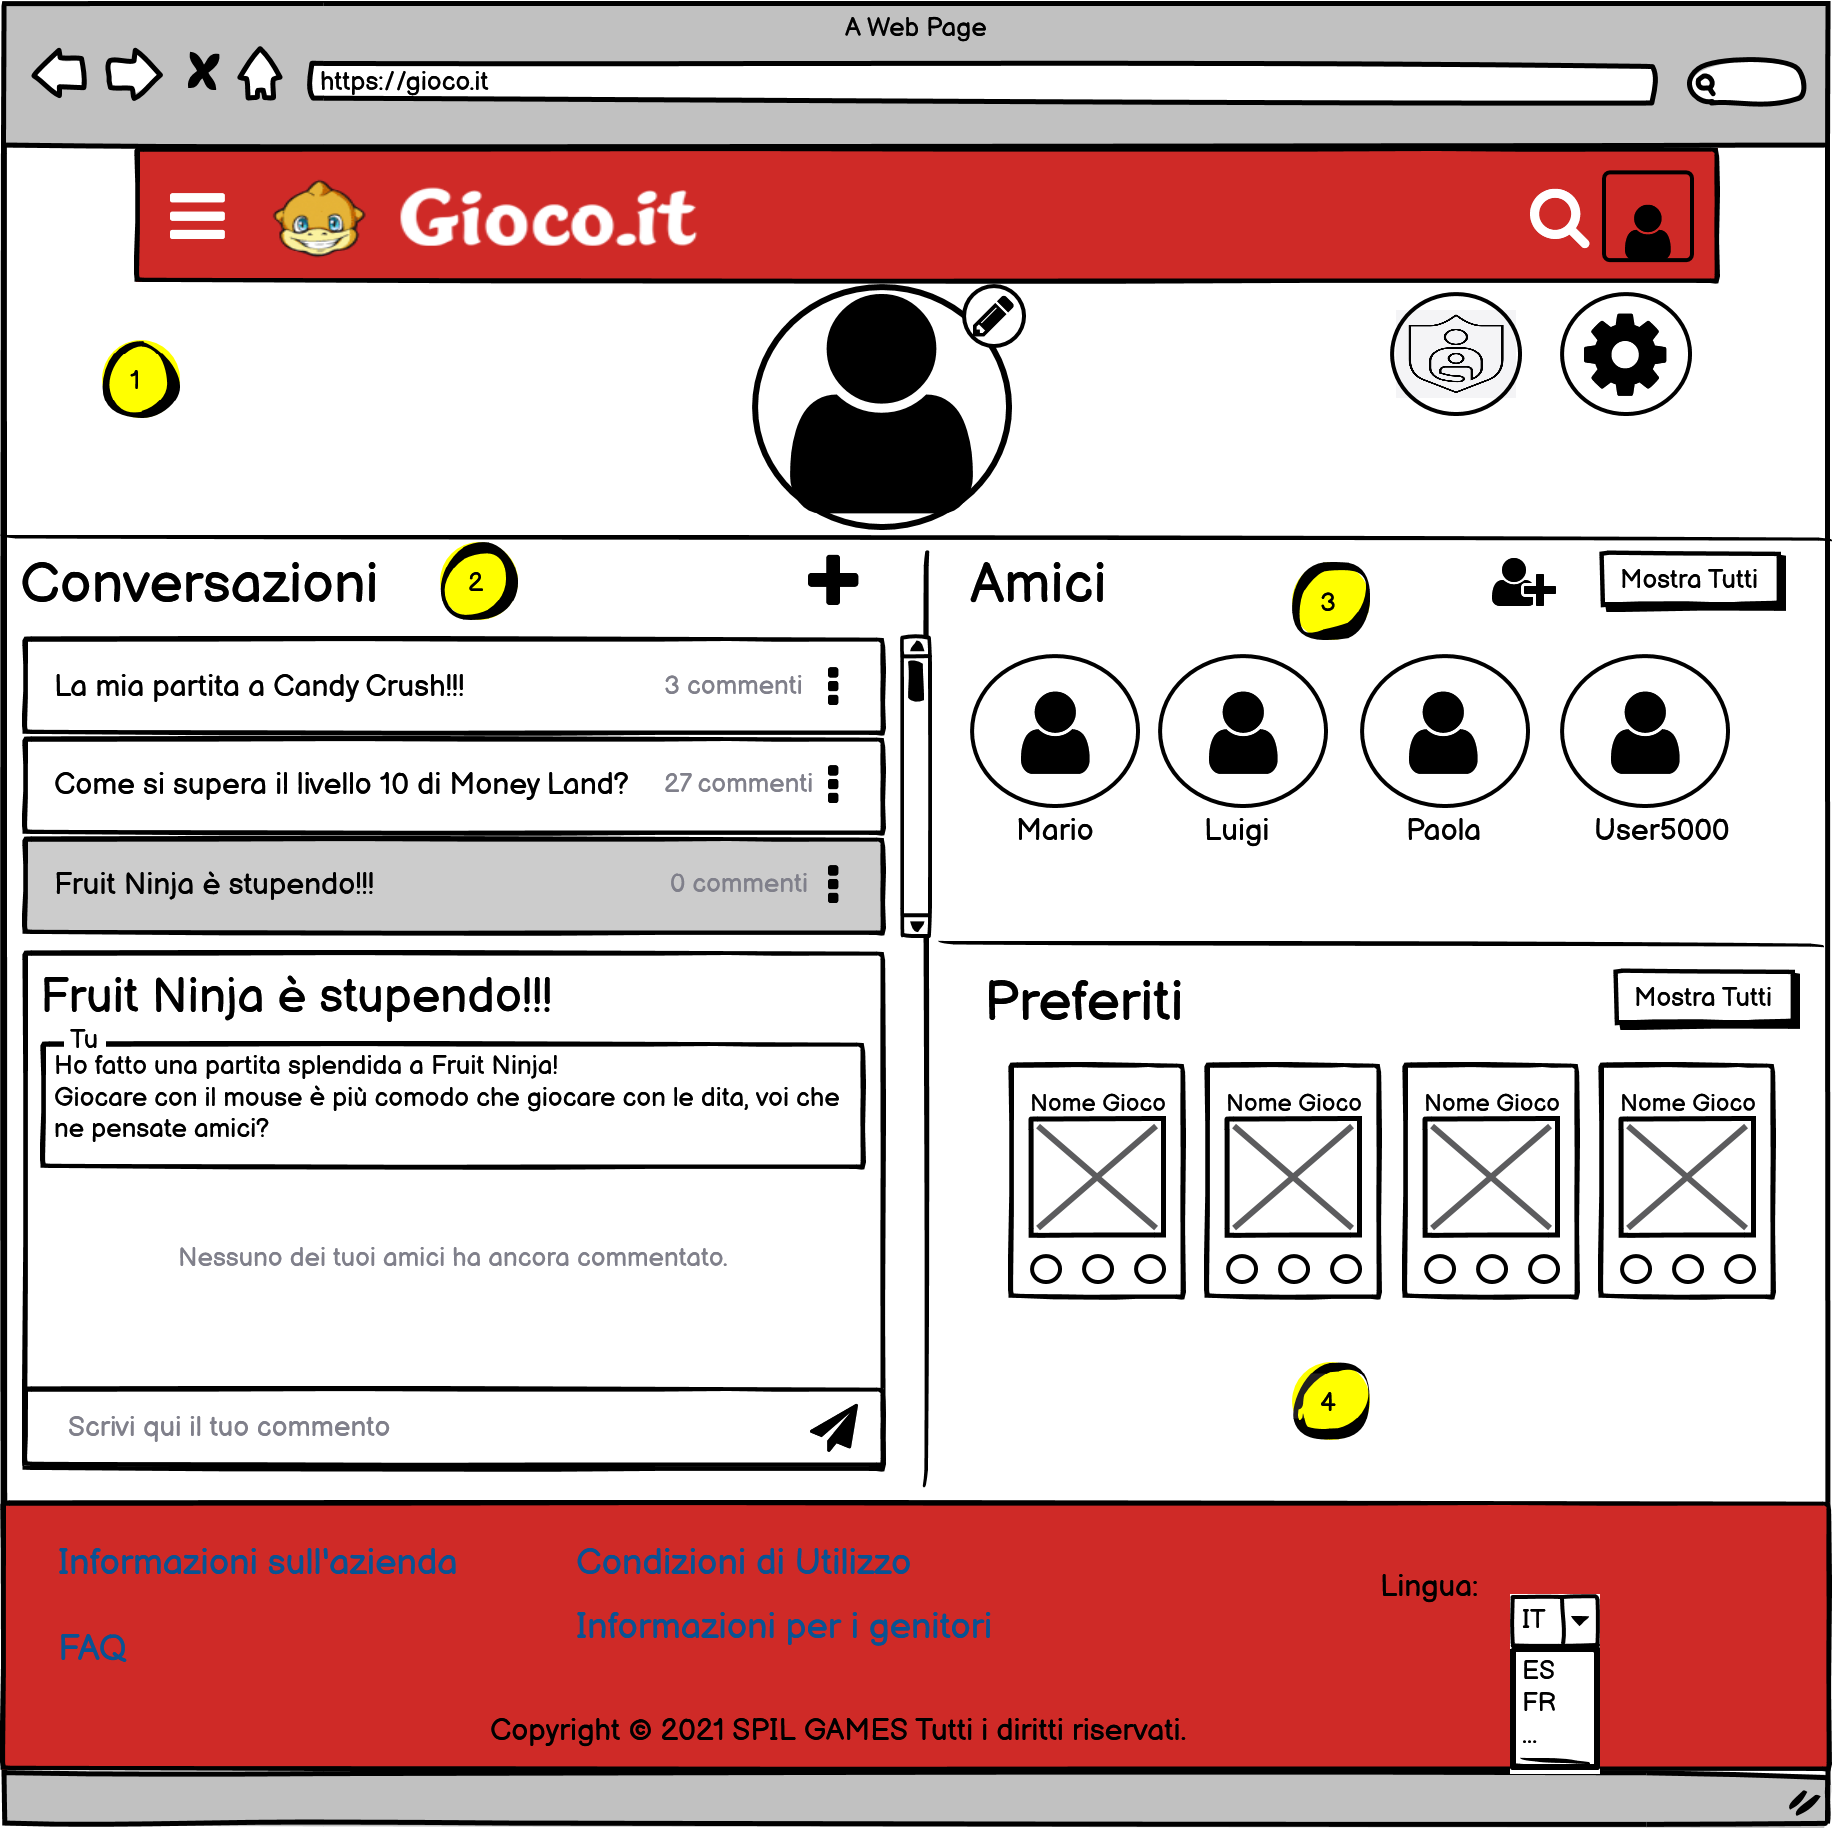 A Web Page
https://gioco.it
Gioco.it
1
Conversazioni
2
La mia partita a Candy Crush!!!
3 commenti
Come si supera il livello 10 di Money Land?
27 commenti
Fruit Ninja è stupendo!!!
0 commenti
Fruit Ninja è stupendo!!!
Tu
Ho fatto una partita splendida a Fruit Ninja!
Giocare con il mouse è più comodo che giocare con le dita, voi che
ne pensate amici?
Nessuno dei tuoi amici ha ancora commentato.
Scrivi qui il tuo commento
Amici
3
Mostra Tutti
Mario
Luigi
Paola
User5000
Preferiti
Mostra Tutti
Nome Gioco
Nome Gioco
Nome Gioco
Nome Gioco
4
Informazioni sull'azienda
Condizioni di Utilizzo
FAQ
Informazioni per i genitori
Lingua:
IT
ES
FR
...
Copyright © 2021 SPIL GAMES Tutti i diritti riservati.